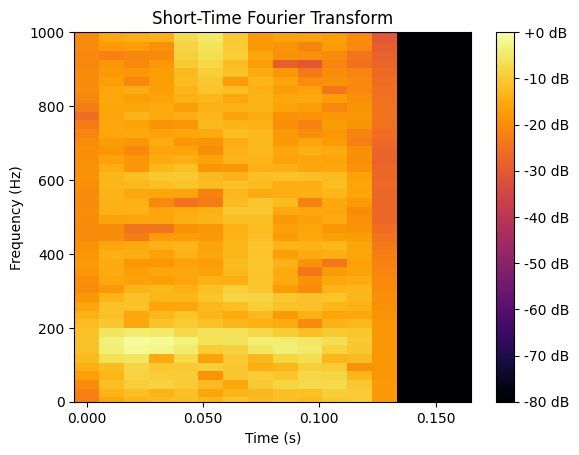 Short-Time Fourier Transform
Frequency (Hz)
1000
800
600
400
200
0
0.000
0.050
0.100
0.150
Time (s)
+0 dB
-10 dB
-20 dB
-30 dB
-40 dB
-50 dB
-60 dB
-70 dB
-80 dB